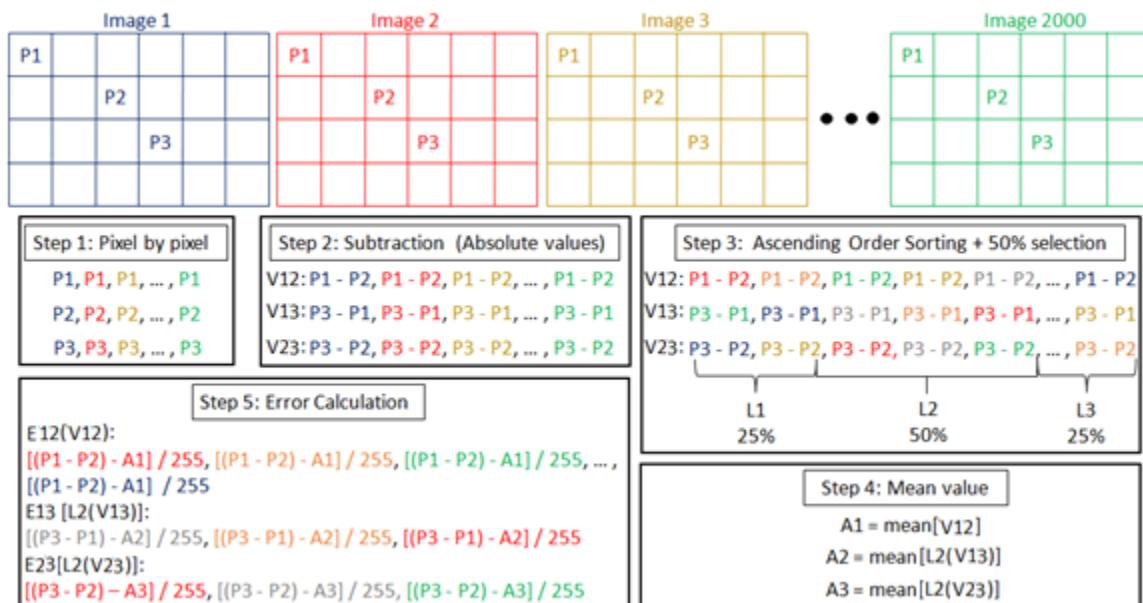 Image 1 Image 2 Image 3 Image 2000
P1 P1 P1 P1
P2 P2 P2 P2
P3 P3 P3 P3
Step 1: Pixel by pixel
P1, P1, P1, ... , P1
P2, P2, P2, ... , P2
P3, P3, P3, ... , P3
Step 2: Subtraction (Absolute values)
V12: P1 - P2, P1 - P2, P1 - P2, ... , P1 - P2
V13: P3 - P1, P3 - P1, P3 - P1, ... , P3 - P1
V23: P3 - P2, P3 - P2, P3 - P2, ... , P3 - P2
Step 3: Ascending Order Sorting + 50% selection
V12: P1 - P2, P1 - P2, P1 - P2, P1 - P2, P1 - P2, ... , P1 - P2
V13: P3 - P1, P3 - P1, P3 - P1, P3 - P1, P3 - P1, ... , P3 - P1
V23: P3 - P2, P3 - P2, P3 - P2, P3 - P2, P3 - P2, ... , P3 - P2
L1 L2 L3
25% 50% 25%
Step 5: Error Calculation
E12(V12):
[(P1 - P2) - A1] / 255, [(P1 - P2) - A1] / 255, [(P1 - P2) - A1] / 255, ... ,
[(P1 - P2) - A1] / 255
E13 [L2(V13)]:
[(P3 - P1) - A2] / 255, [(P3 - P1) - A2] / 255, [(P3 - P1) - A2] / 255
E23[L2(V23)]:
[(P3 - P2) – A3] / 255, [(P3 - P2) - A3] / 255, [(P3 - P2) - A3] / 255
Step 4: Mean value
A1 = mean[V12]
A2 = mean[L2(V13)]
A3 = mean[L2(V23)]